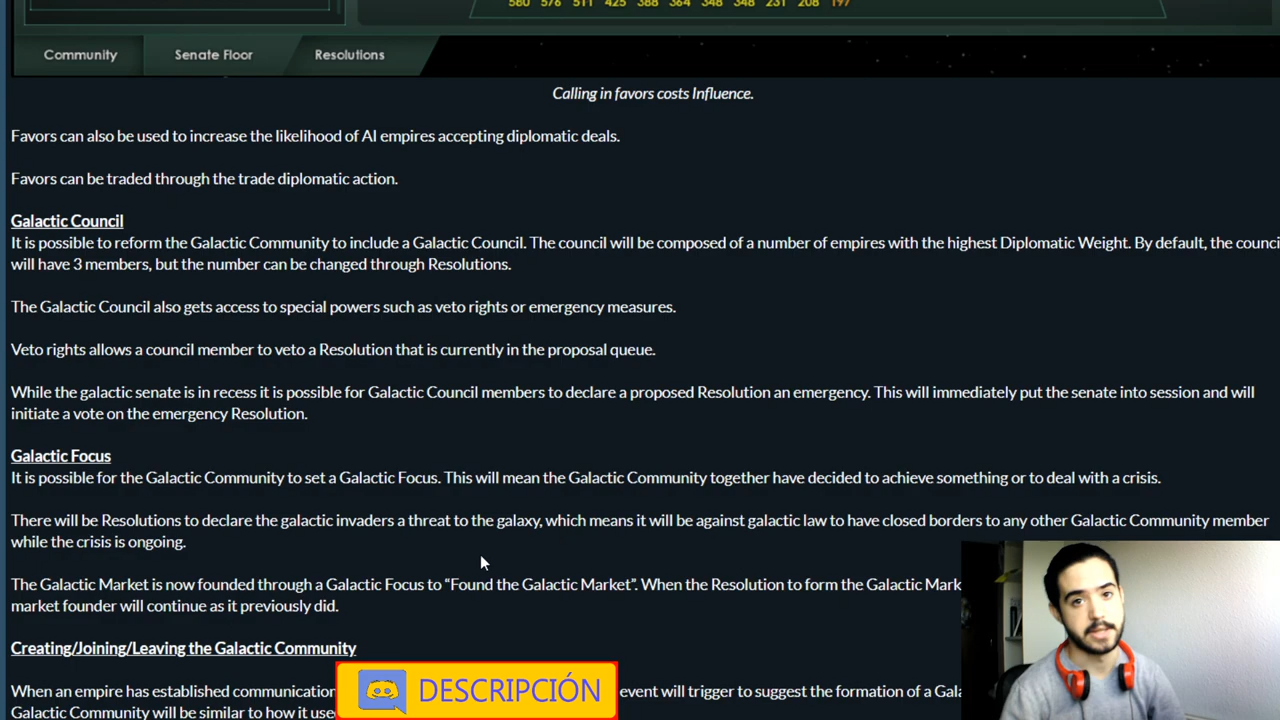 580 576 511 425 388 364 348 348 231 208 197
Community Senate Floor Resolutions
Calling in favors costs Influence.
Favors can also be used to increase the likelihood of AI empires accepting diplomatic deals.
Favors can be traded through the trade diplomatic action.
Galactic Council
It is possible to reform the Galactic Community to include a Galactic Council. The council will be composed of a number of empires with the highest Diplomatic Weight. By default, the counci
will have 3 members, but the number can be changed through Resolutions.
The Galactic Council also gets access to special powers such as veto rights or emergency measures.
Veto rights allows a council member to veto a Resolution that is currently in the proposal queue.
While the galactic senate is in recess it is possible for Galactic Council members to declare a proposed Resolution an emergency. This will immediately put the senate into session and will
initiate a vote on the emergency Resolution.
Galactic Focus
It is possible for the Galactic Community to set a Galactic Focus. This will mean the Galactic Community together have decided to achieve something or to deal with a crisis.
There will be Resolutions to declare the galactic invaders a threat to the galaxy, which means it will be against galactic law to have closed borders to any other Galactic Community member
while the crisis is ongoing.
The Galactic Market is now founded through a Galactic Focus to “Found the Galactic Market”. When the Resolution to form the Galactic Mark
market founder will continue as it previously did.
Creating/Joining/Leaving the Galactic Community
When an empire has established communication event will trigger to suggest the formation of a Gala
Galactic Community will be similar to how it use
DESCRIPCIÓN